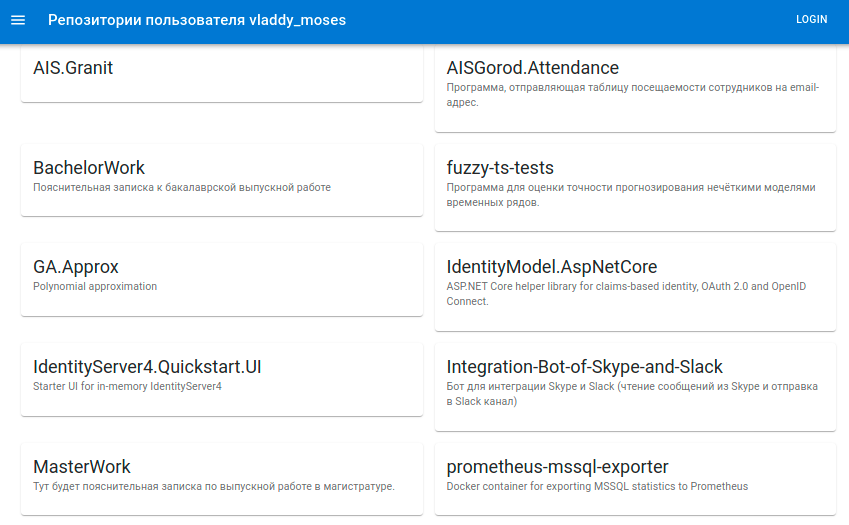 Репозитории пользователя vladdy_moses
LOGIN
AIS.Granit
AISGorod.Attendance
Программа, отправляющая таблицу посещаемости сотрудников на email-
адрес.
BachelorWork
Пояснительная записка к бакалаврской выпускной работе
fuzzy-ts-tests
Программа для оценки точности прогнозирования нечёткими моделями
временных рядов.
GA.Approx
Polynomial approximation
IdentityModel.AspNetCore
ASP.NET Core helper library for claims-based identity, OAuth 2.0 and OpenID
Connect.
IdentityServer4.Quickstart.UI
Starter UI for in-memory IdentityServer4
Integration-Bot-of-Skype-and-Slack
Бот для интеграции Skype и Slack (чтение сообщений из Skype и отправка
в Slack канал)
MasterWork
Тут будет пояснительная записка по выпускной работе в магистратуре.
prometheus-mssql-exporter
Docker container for exporting MSSQL statistics to Prometheus